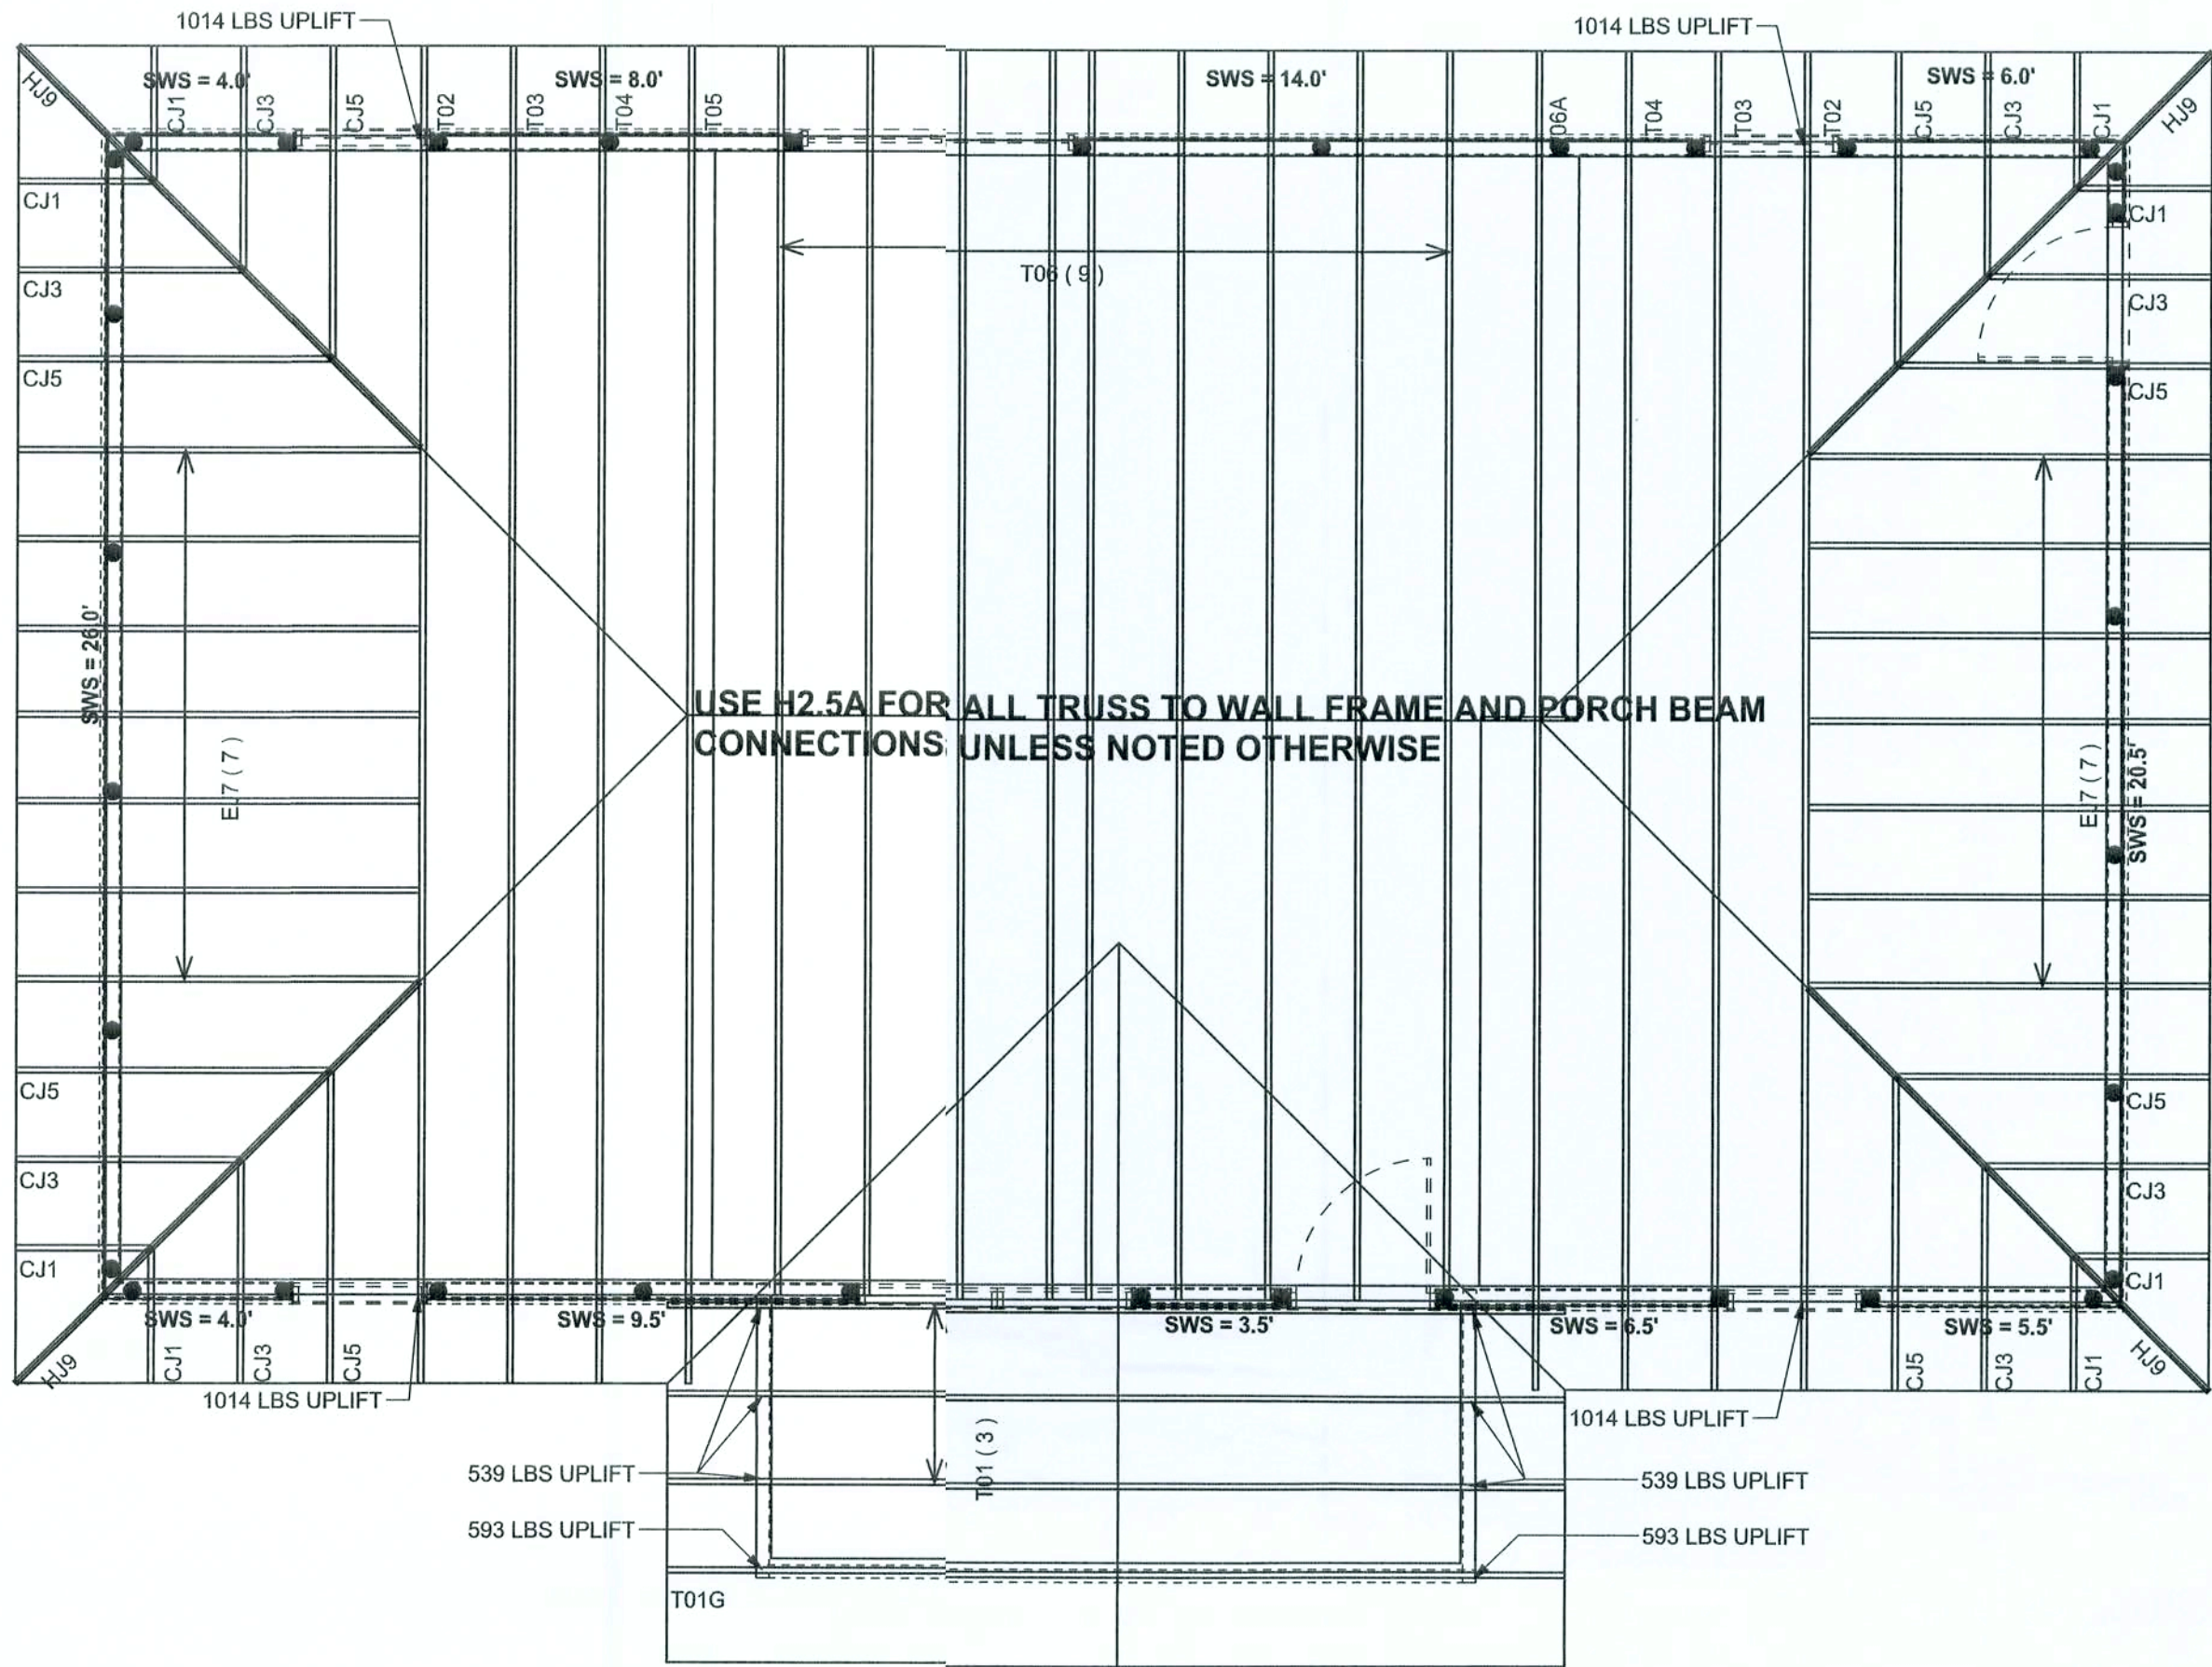 1014 LBS UPLIFT
1014 LBS UPLIFT
SWS = 4.0'
SWS = 8.0'
SWS = 14.0'
SWS = 6.0'
HJ9
CJ1
CJ3
CJ5
T02
T03
T04
T05
06A
T04
T03
T02
CJ5
CJ3
CJ1
HJ9
CJ1
CJ1
T06 ( 9 )
CJ3
CJ3
CJ5
CJ5
SWS = 26.0'
USE H2.5A FOR ALL TRUSS TO WALL FRAME AND PORCH BEAM
CONNECTIONS UNLESS NOTED OTHERWISE
EJ7 ( 7 )
EJ7 ( 7 )
SWS = 20.5'
CJ5
CJ5
CJ3
CJ3
CJ1
CJ1
SWS = 4.0'
SWS = 9.5'
SWS = 3.5'
SWS = 6.5'
SWS = 5.5'
HJ9
CJ1
CJ3
CJ5
CJ5
CJ3
CJ1
HJ9
1014 LBS UPLIFT
1014 LBS UPLIFT
T01 ( 3 )
539 LBS UPLIFT
539 LBS UPLIFT
593 LBS UPLIFT
593 LBS UPLIFT
T01G